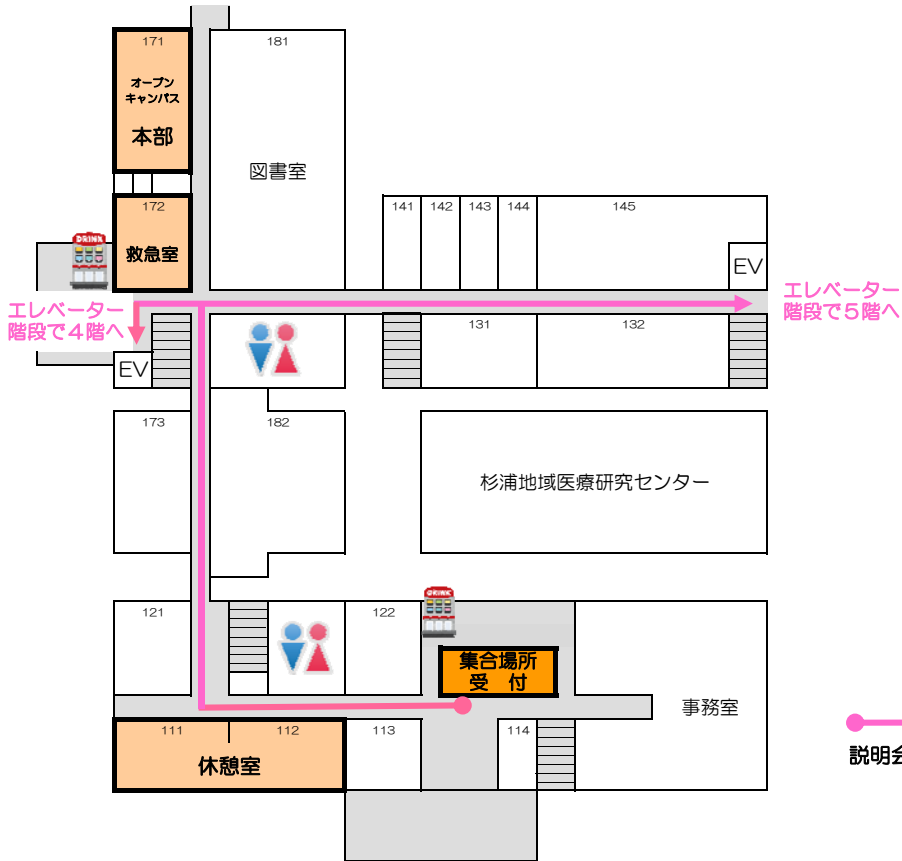 171
オープン
キャンパス
本部
181
図書室
172
救急室
DRINK
141
142
143
144
145
EV
エレベーター
階段で4階へ
エレベーター
階段で5階へ
131
132
EV
173
182
杉浦地域医療研究センター
121
122
DRINK
集合場所
受 付
事務室
111
112
休憩室
113
114
説明会